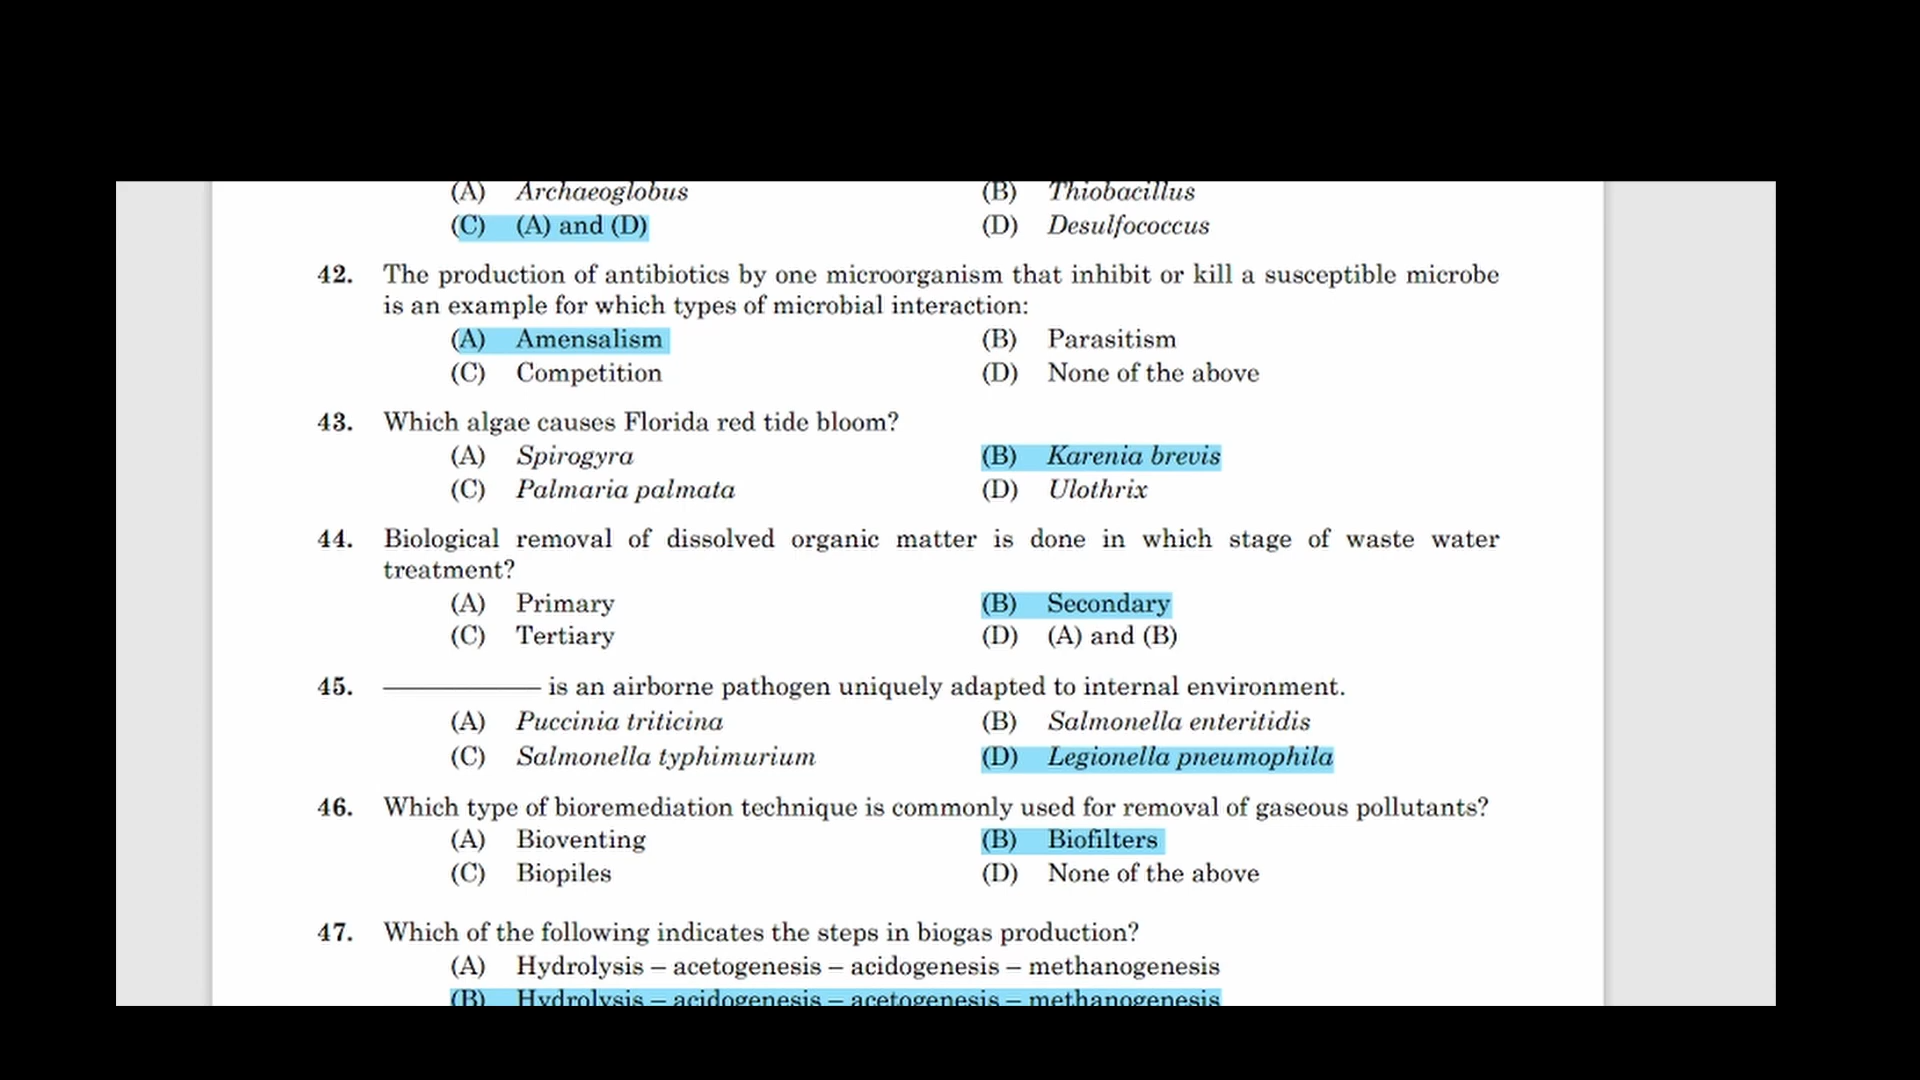 (A) Archaeoglobus (B) Thiobacillus
(C) (A) and (D) (D) Desulfococcus
42. The production of antibiotics by one microorganism that inhibit or kill a susceptible microbe
is an example for which types of microbial interaction:
(A) Amensalism (B) Parasitism
(C) Competition (D) None of the above
43. Which algae causes Florida red tide bloom?
(A) Spirogyra (B) Karenia brevis
(C) Palmaria palmata (D) Ulothrix
44. Biological removal of dissolved organic matter is done in which stage of waste water
treatment?
(A) Primary (B) Secondary
(C) Tertiary (D) (A) and (B)
45. ____________ is an airborne pathogen uniquely adapted to internal environment.
(A) Puccinia triticina (B) Salmonella enteritidis
(C) Salmonella typhimurium (D) Legionella pneumophila
46. Which type of bioremediation technique is commonly used for removal of gaseous pollutants?
(A) Bioventing (B) Biofilters
(C) Biopiles (D) None of the above
47. Which of the following indicates the steps in biogas production?
(A) Hydrolysis – acetogenesis – acidogenesis – methanogenesis
(B) Hydrolysis – acidogenesis – acetogenesis – methanogenesis